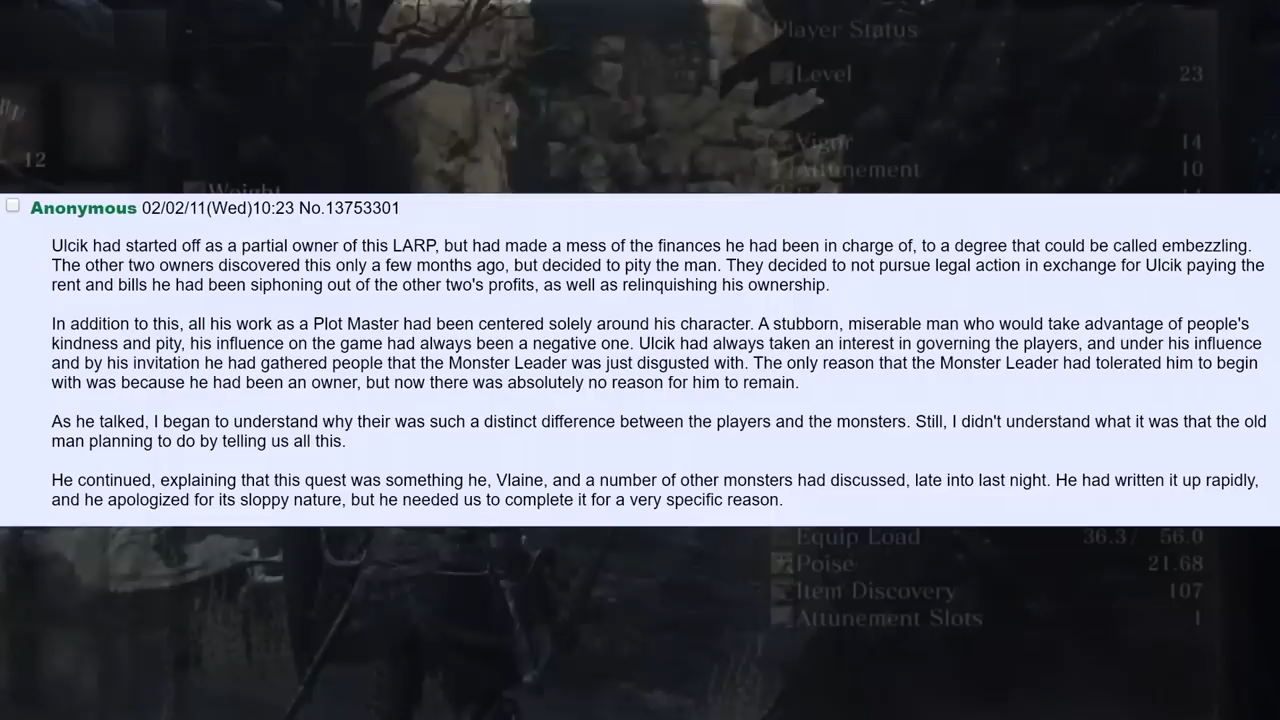 Player Status
Level 23
Vigor 14
12
Attunement 10
Weight
Anonymous 02/02/11(Wed)10:23 No.13753301
Ulcik had started off as a partial owner of this LARP, but had made a mess of the finances he had been in charge of, to a degree that could be called embezzling.
The other two owners discovered this only a few months ago, but decided to pity the man. They decided to not pursue legal action in exchange for Ulcik paying the
rent and bills he had been siphoning out of the other two's profits, as well as relinquishing his ownership.
In addition to this, all his work as a Plot Master had been centered solely around his character. A stubborn, miserable man who would take advantage of people's
kindness and pity, his influence on the game had always been a negative one. Ulcik had always taken an interest in governing the players, and under his influence
and by his invitation he had gathered people that the Monster Leader was just disgusted with. The only reason that the Monster Leader had tolerated him to begin
with was because he had been an owner, but now there was absolutely no reason for him to remain.
As he talked, I began to understand why their was such a distinct difference between the players and the monsters. Still, I didn't understand what it was that the old
man planning to do by telling us all this.
He continued, explaining that this quest was something he, Vlaine, and a number of other monsters had discussed, late into last night. He had written it up rapidly,
and he apologized for its sloppy nature, but he needed us to complete it for a very specific reason.
Equip Load 36.3/ 56.0
Poise 21.68
Item Discovery 107
Attunement Slots 1